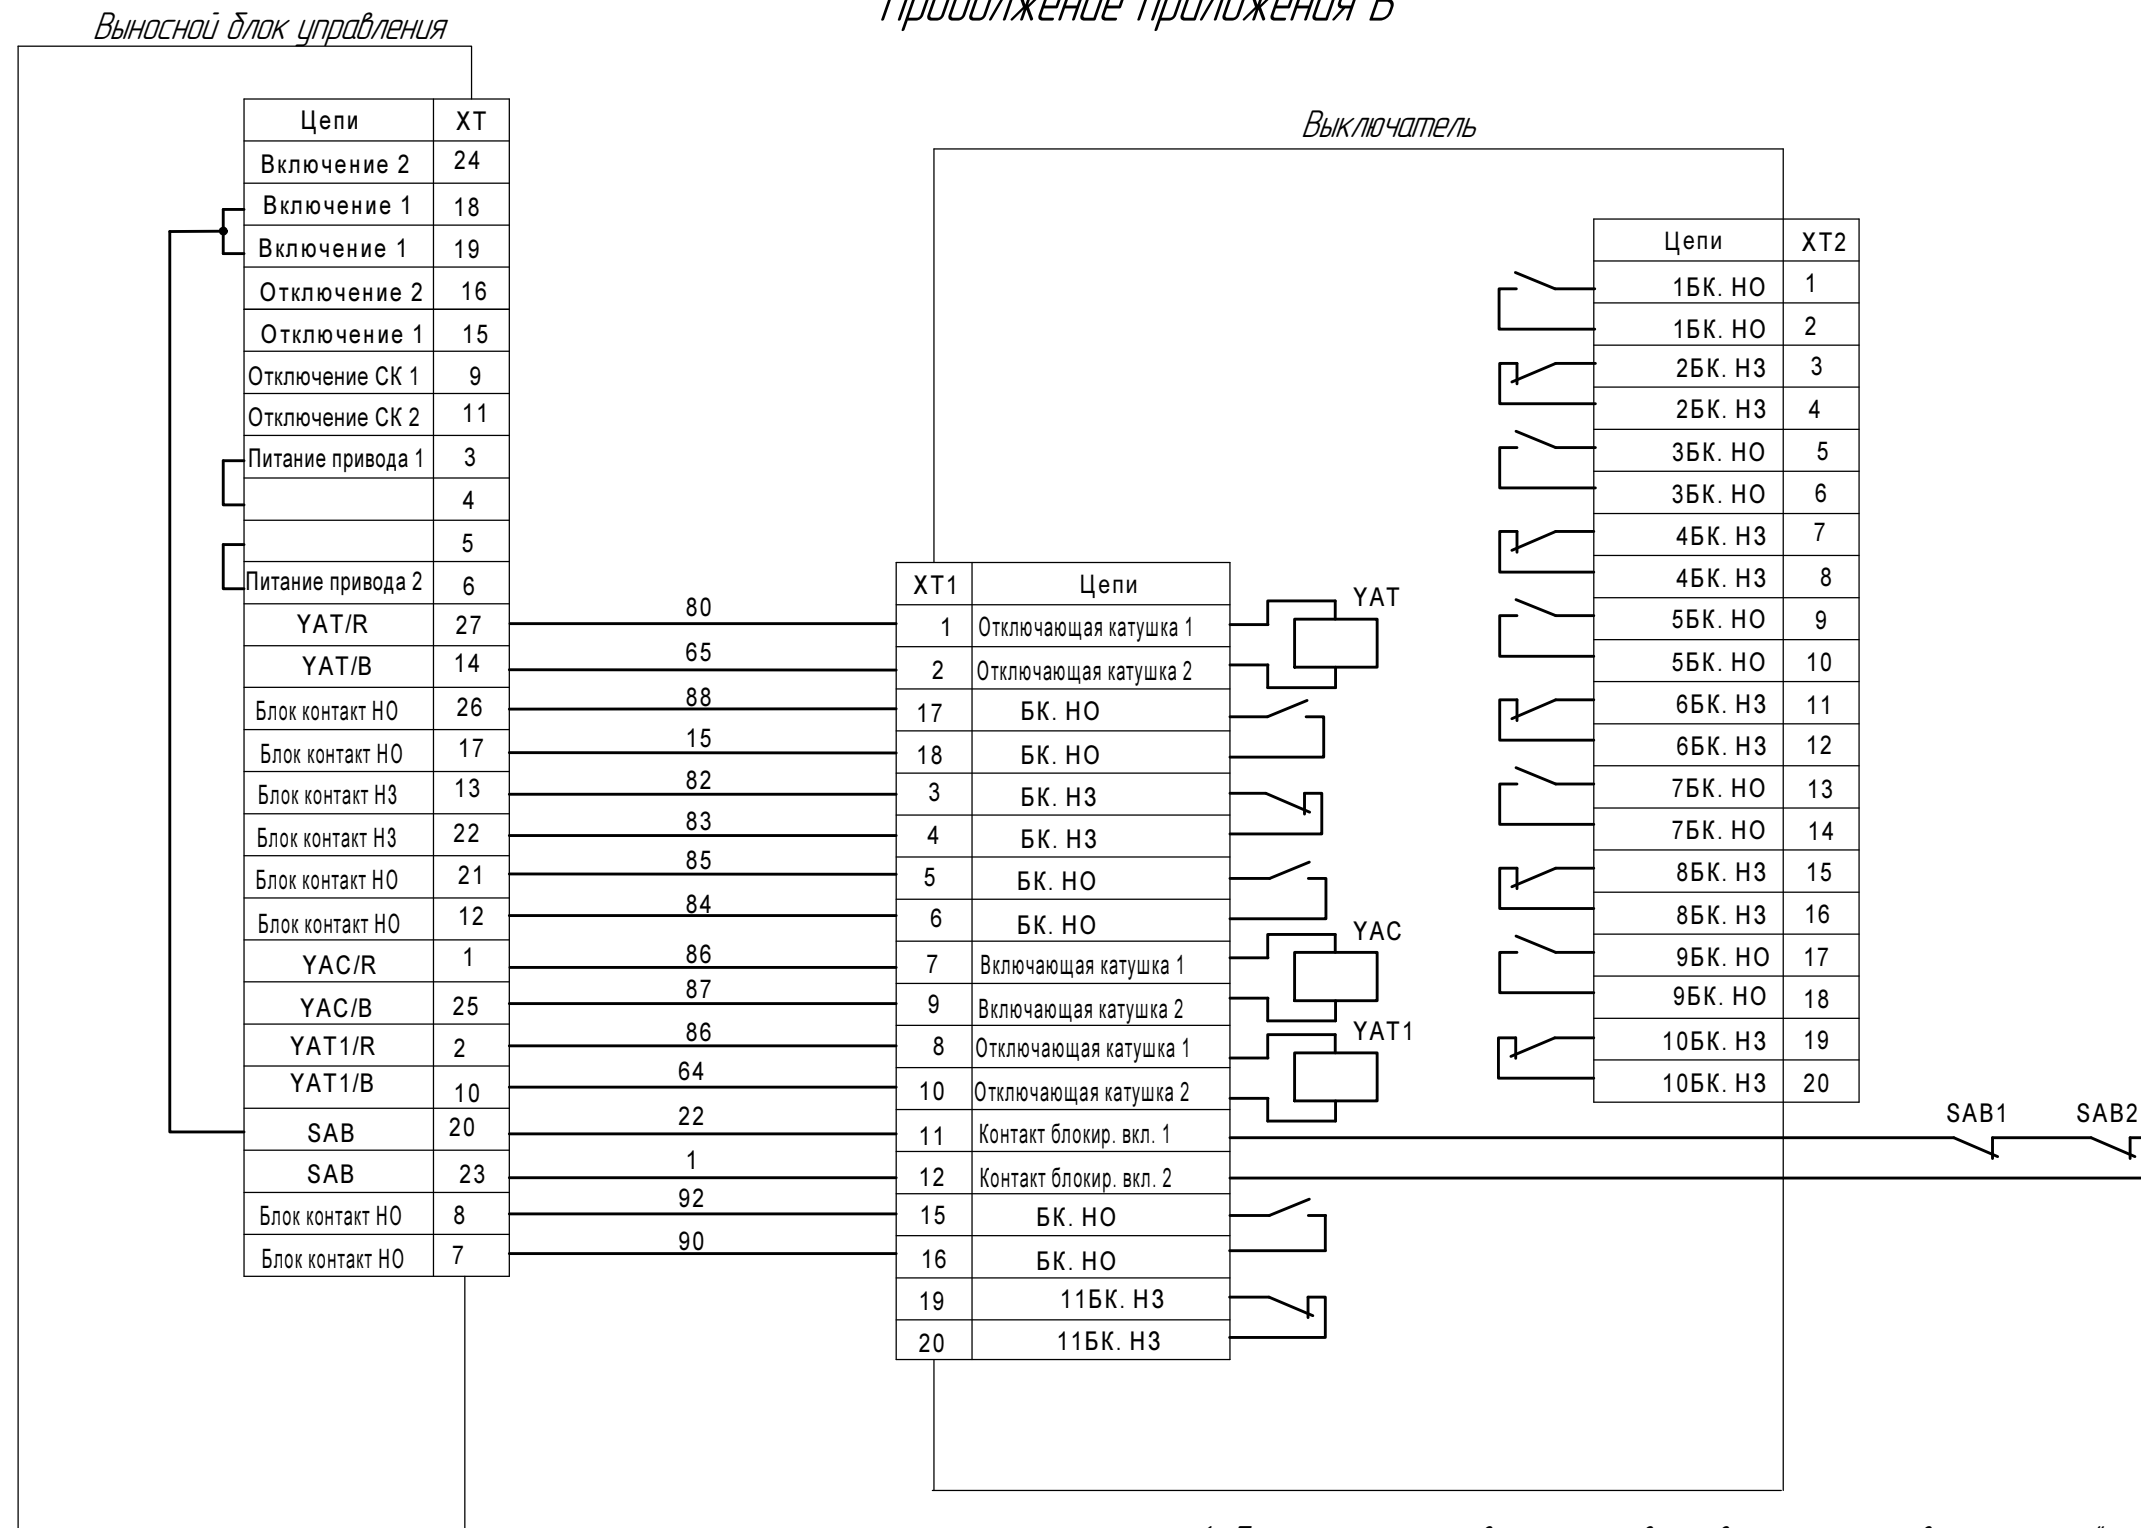 Продолжение приложения В
Выносной блок управления
Цепи XT
Включение 2 24
Включение 1 18
Включение 1 19
Отключение 2 16
Отключение 1 15
Отключение СК 1 9
Отключение СК 2 11
Питание привода 1 3
4
5
Питание привода 2 6
YAT/R 27
YAT/B 14
Блок контакт НО 26
Блок контакт НО 17
Блок контакт НЗ 13
Блок контакт НЗ 22
Блок контакт НО 21
Блок контакт НО 12
YAC/R 1
YAC/B 25
YAT1/R 2
YAT1/B 10
SAB 20
SAB 23
Блок контакт НО 8
Блок контакт НО 7
80
65
88
15
82
83
85
84
86
87
86
64
22
1
92
90
Выключатель
XT1 Цепи
1 Отключающая катушка 1
2 Отключающая катушка 2
17 БК. НО
18 БК. НО
3 БК. НЗ
4 БК. НЗ
5 БК. НО
6 БК. НО
7 Включающая катушка 1
9 Включающая катушка 2
8 Отключающая катушка 1
10 Отключающая катушка 2
11 Контакт блокир. вкл. 1
12 Контакт блокир. вкл. 2
15 БК. НО
16 БК. НО
19 11БК. НЗ
20 11БК. НЗ
YAT
YAC
YAT1
Цепи XT2
1БК. НО 1
1БК. НО 2
2БК. НЗ 3
2БК. НЗ 4
3БК. НО 5
3БК. НО 6
4БК. НЗ 7
4БК. НЗ 8
5БК. НО 9
5БК. НО 10
6БК. НЗ 11
6БК. НЗ 12
7БК. НО 13
7БК. НО 14
8БК. НЗ 15
8БК. НЗ 16
9БК. НО 17
9БК. НО 18
10БК. НЗ 19
10БК. НЗ 20
SAB1 SAB2